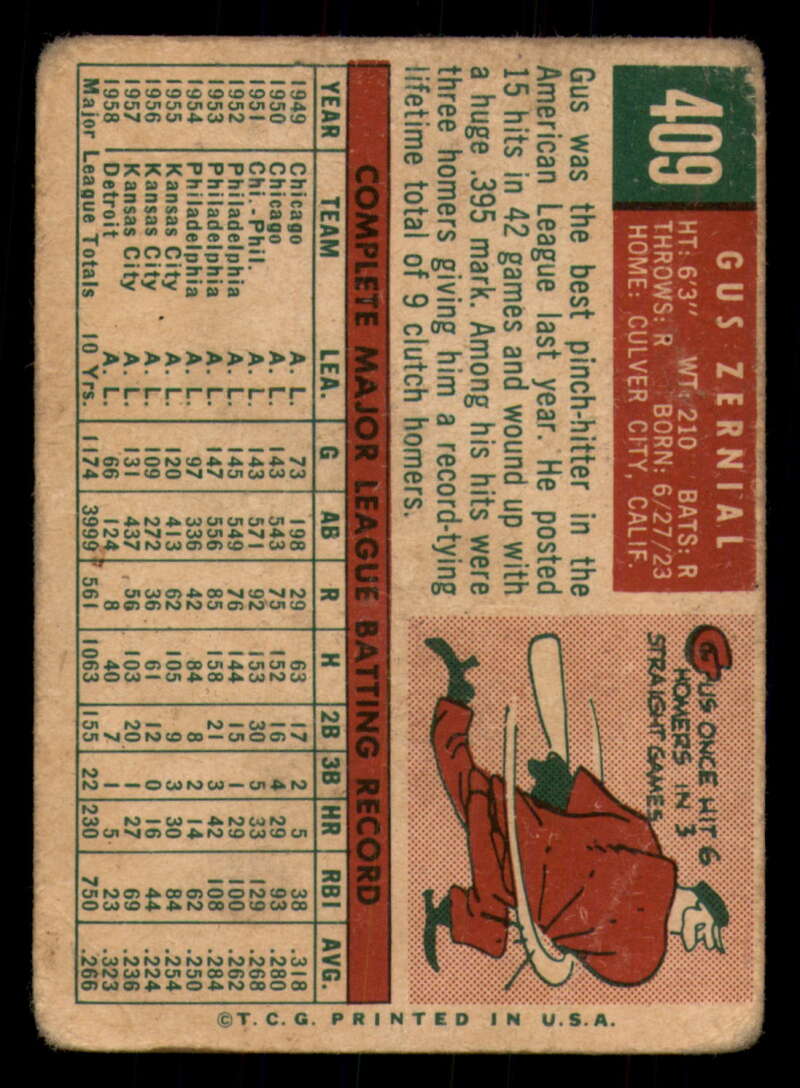 409
GUS ZERNIAL
HT: 6'3" WT: 210 BATS: R
THROWS: R BORN: 6/27/23
HOME: CULVER CITY, CALIF.
Gus was the best pinch-hitter in the
American League last year. He posted
15 hits in 42 games and wound up with
a huge .395 mark. Among his hits were
three homers giving him a record-tying
lifetime total of 9 clutch homers.
GUS ONCE HIT 6
HOMERS IN 3
STRAIGHT GAMES
COMPLETE MAJOR LEAGUE BATTING RECORD
YEAR TEAM LEA. G AB R H 2B 3B HR RBI AVG.
1949 Chicago A. L. 73 198 29 63 17 2 5 38 .318
1950 Chicago A. L. 143 543 75 152 16 4 29 93 .280
1951 Chi.-Phil. A. L. 143 571 92 153 30 5 33 129 .268
1952 Philadelphia A. L. 145 549 76 144 15 1 29 100 .262
1953 Philadelphia A. L. 147 556 85 158 21 3 42 108 .284
1954 Philadelphia A. L. 97 336 42 84 8 2 14 62 .250
1955 Kansas City A. L. 120 413 62 105 9 3 30 84 .254
1956 Kansas City A. L. 109 272 36 61 12 0 16 44 .224
1957 Kansas City A. L. 131 437 56 103 20 1 27 69 .236
1958 Detroit A. L. 66 124 8 40 7 1 5 23 .323
Major League Totals 10 Yrs. 1174 3999 561 1063 155 22 230 750 .266
©T.C.G. PRINTED IN U.S.A.